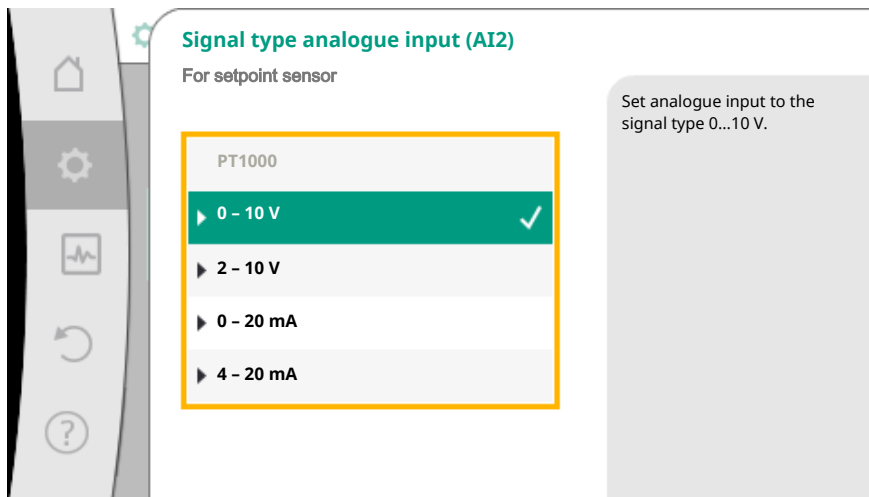 Signal type analogue input (AI2)
For setpoint sensor
PT1000
0 – 10 V
2 – 10 V
0 – 20 mA
4 – 20 mA
Set analogue input to the
signal type 0...10 V.
?